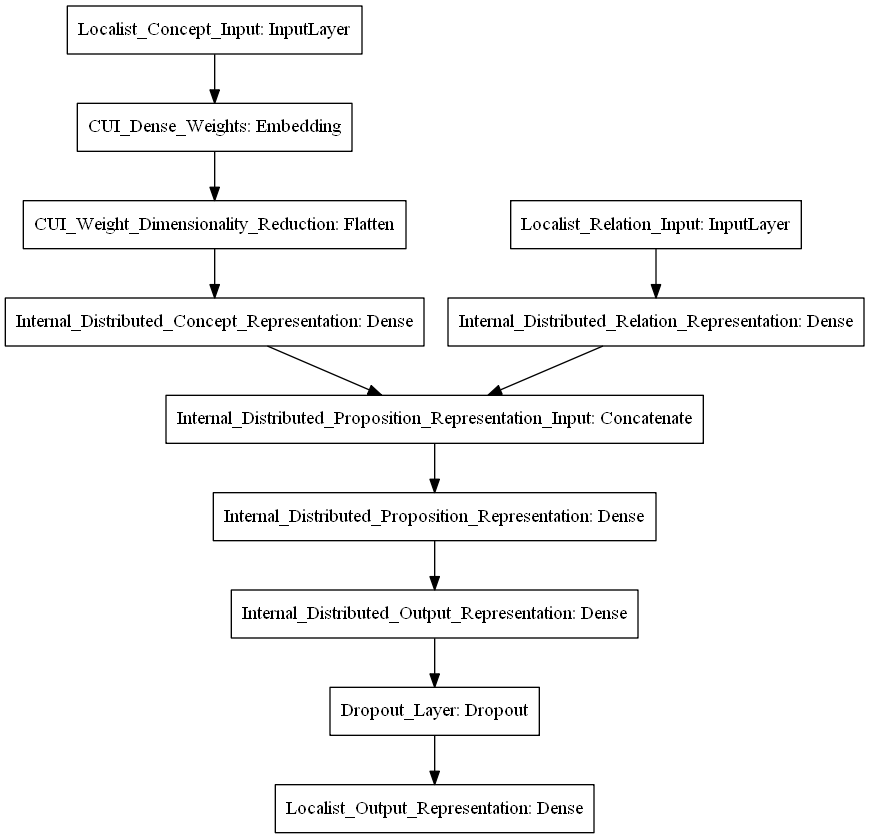 Localist_Concept_Input: InputLayer
CUI_Dense_Weights: Embedding
CUI_Weight_Dimensionality_Reduction: Flatten
Localist_Relation_Input: InputLayer
Internal_Distributed_Concept_Representation: Dense
Internal_Distributed_Relation_Representation: Dense
Internal_Distributed_Proposition_Representation_Input: Concatenate
Internal_Distributed_Proposition_Representation: Dense
Internal_Distributed_Output_Representation: Dense
Dropout_Layer: Dropout
Localist_Output_Representation: Dense